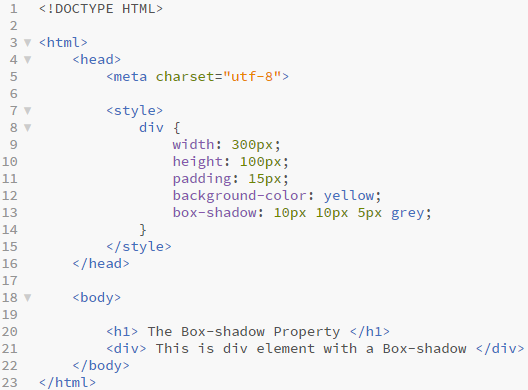 1 <!DOCTYPE HTML>
2
3 <html>
4 <head>
5 <meta charset="utf-8">
6
7 <style>
8 div {
9 width: 300px;
10 height: 100px;
11 padding: 15px;
12 background-color: yellow;
13 box-shadow: 10px 10px 5px grey;
14 }
15 </style>
16 </head>
17
18 <body>
19
20 <h1> The Box-shadow Property </h1>
21 <div> This is div element with a Box-shadow </div>
22 </body>
23 </html>